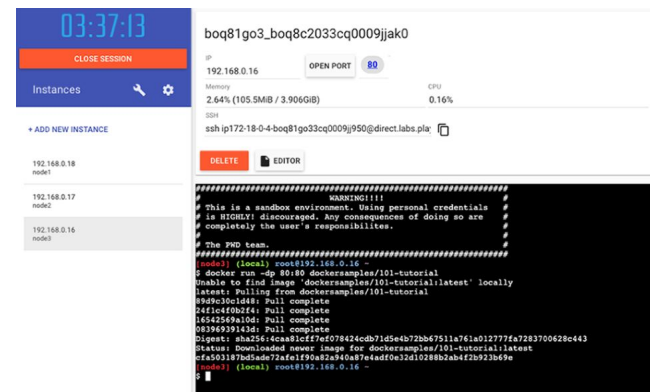 03:37:13
CLOSE SESSION
Instances
+ ADD NEW INSTANCE
192.168.0.18
node1
192.168.0.17
node2
192.168.0.16
node3
boq81go3_boq8c2033cq0009jjak0
IP
192.168.0.16
OPEN PORT
80
Memory
2.64% (105.5MiB / 3.906GiB)
CPU
0.16%
SSH
ssh ip172-18-0-4-boq81go33cq0009jj950@direct.labs.play
DELETE
EDITOR
###############################################################
# WARNING!!!! #
# This is a sandbox environment. Using personal credentials #
# is HIGHLY! discouraged. Any consequences of doing so are #
# completely the user's responsibilites. #
# #
# The PWD team. #
###############################################################
[node3] (local) root@192.168.0.16 ~
$ docker run -dp 80:80 dockersamples/101-tutorial
Unable to find image 'dockersamples/101-tutorial:latest' locally
latest: Pulling from dockersamples/101-tutorial
89d9c30c1d48: Pull complete
24f1c4f0b2f4: Pull complete
16542569a10d: Pull complete
08396939143d: Pull complete
Digest: sha256:4caa81cff7ef078424cdb71d5e4b72bb67511a761a012777fa7283700628c443
Status: Downloaded newer image for dockersamples/101-tutorial:latest
cfa503187bd5ade72afe1f90a82a940a87e4adf0e32d10288b2ab4f2b923b69e
[node3] (local) root@192.168.0.16 ~
$